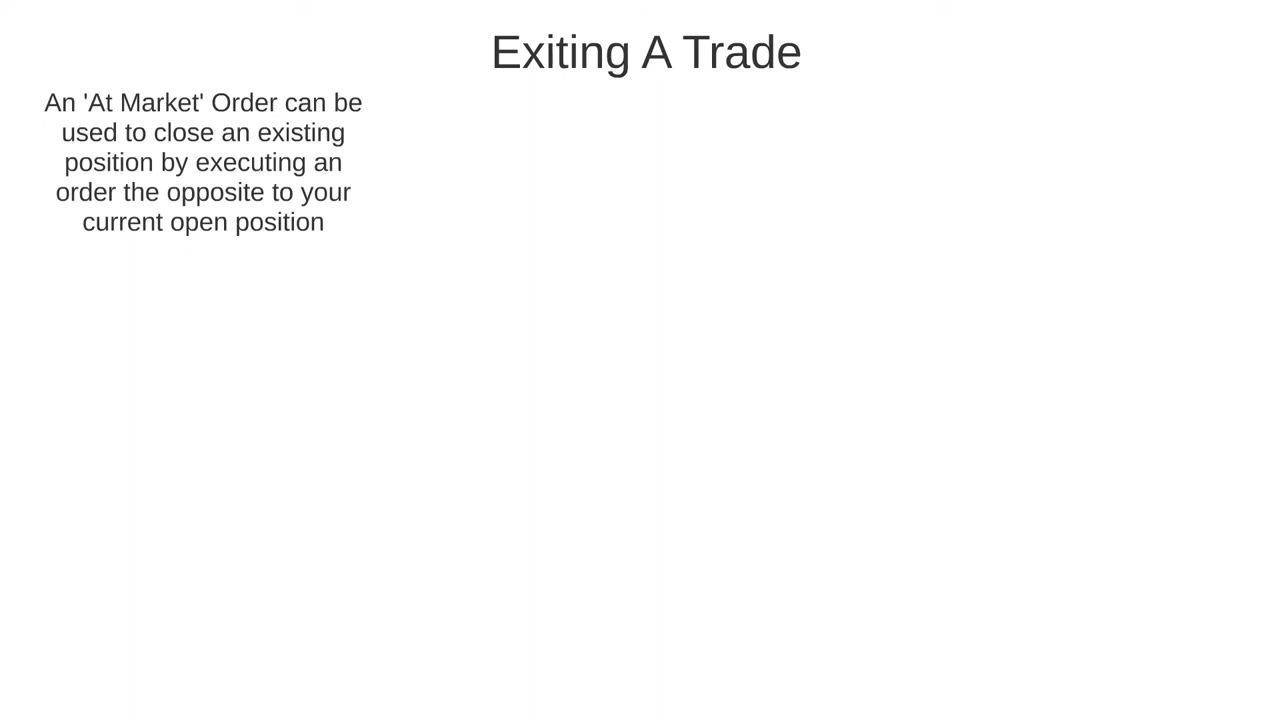 Exiting A Trade
An 'At Market' Order can be
used to close an existing
position by executing an
order the opposite to your
current open position